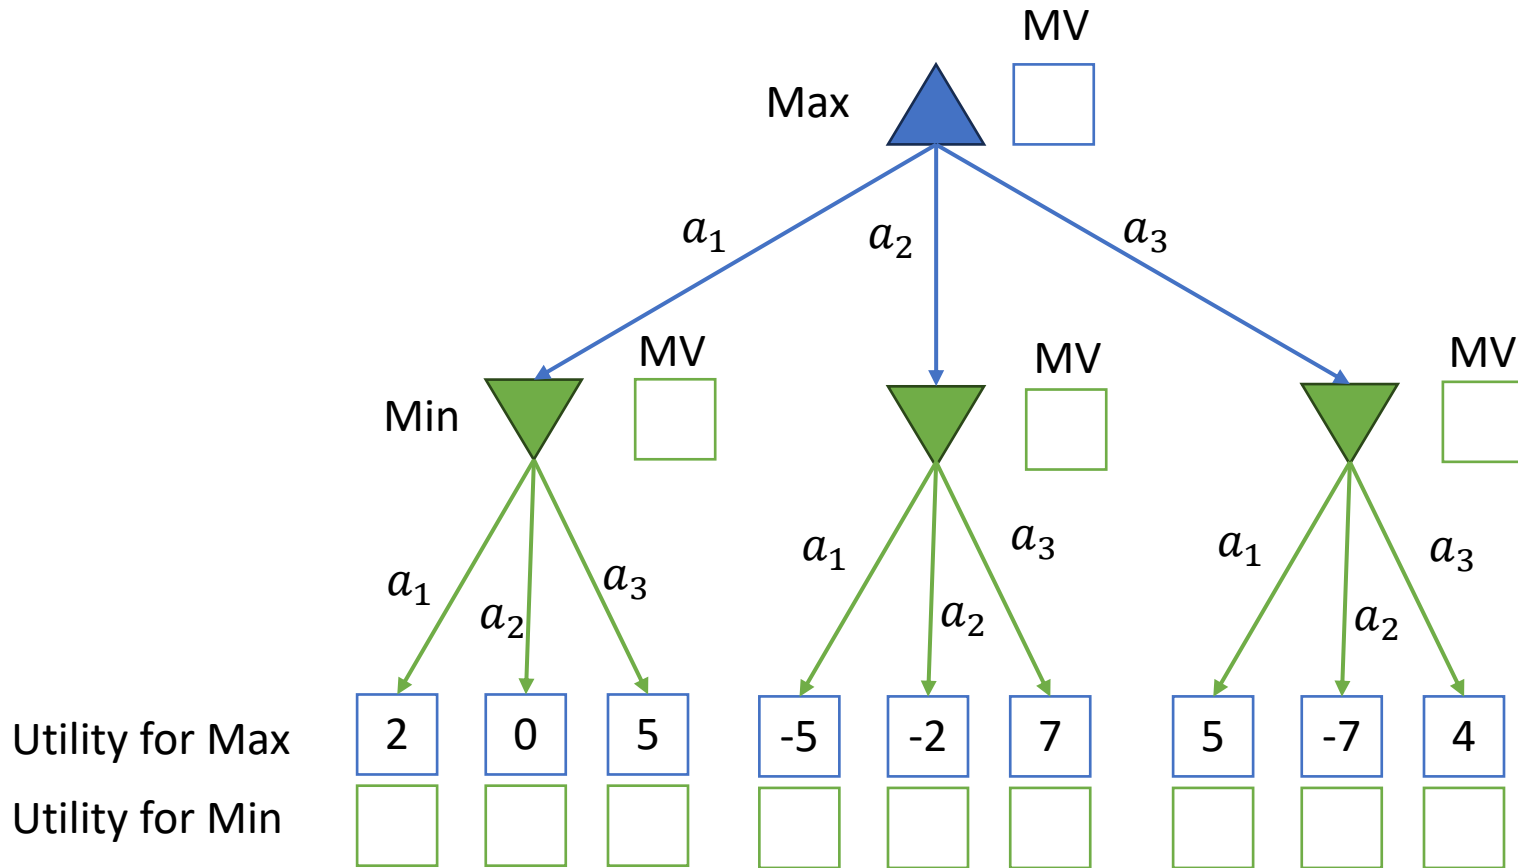 MV
Max
a₁ a₂ a₃
MV MV MV
Min
a₁ a₂ a₃ a₁ a₂ a₃ a₁ a₂ a₃
Utility for Max 2 0 5 -5 -2 7 5 -7 4
Utility for Min